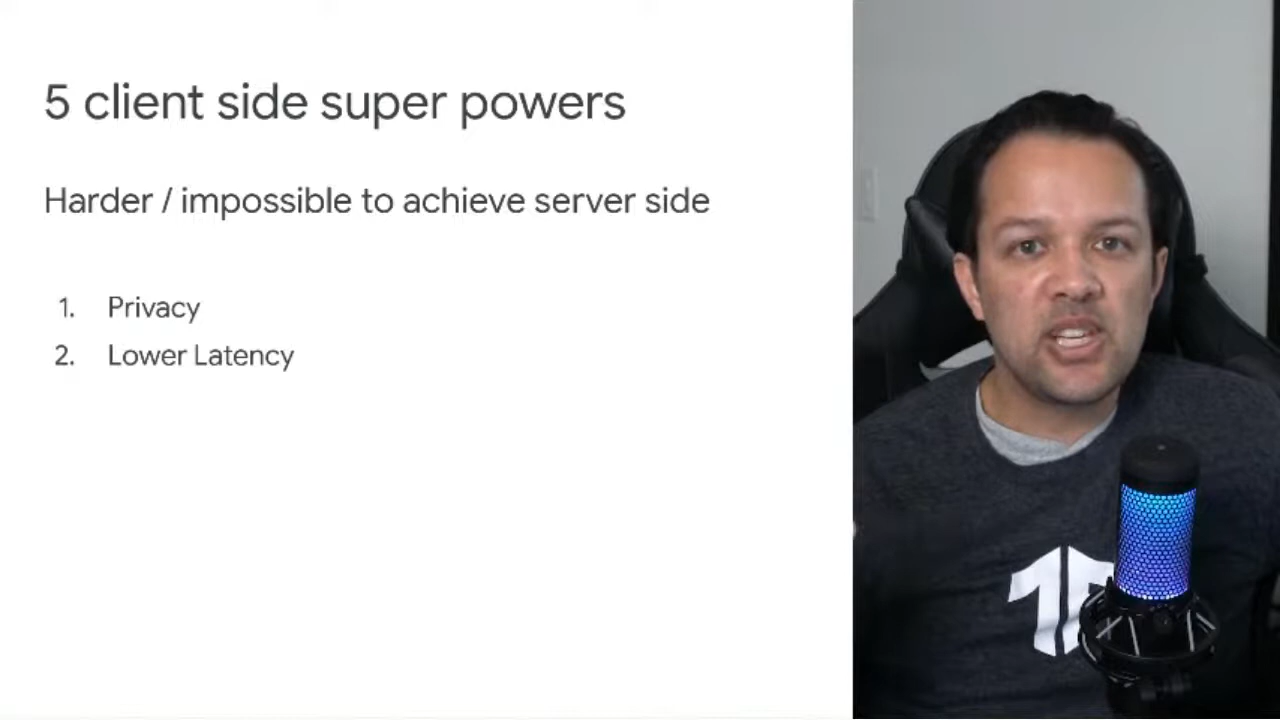 5 client side super powers
Harder / impossible to achieve server side
1. Privacy
2. Lower Latency